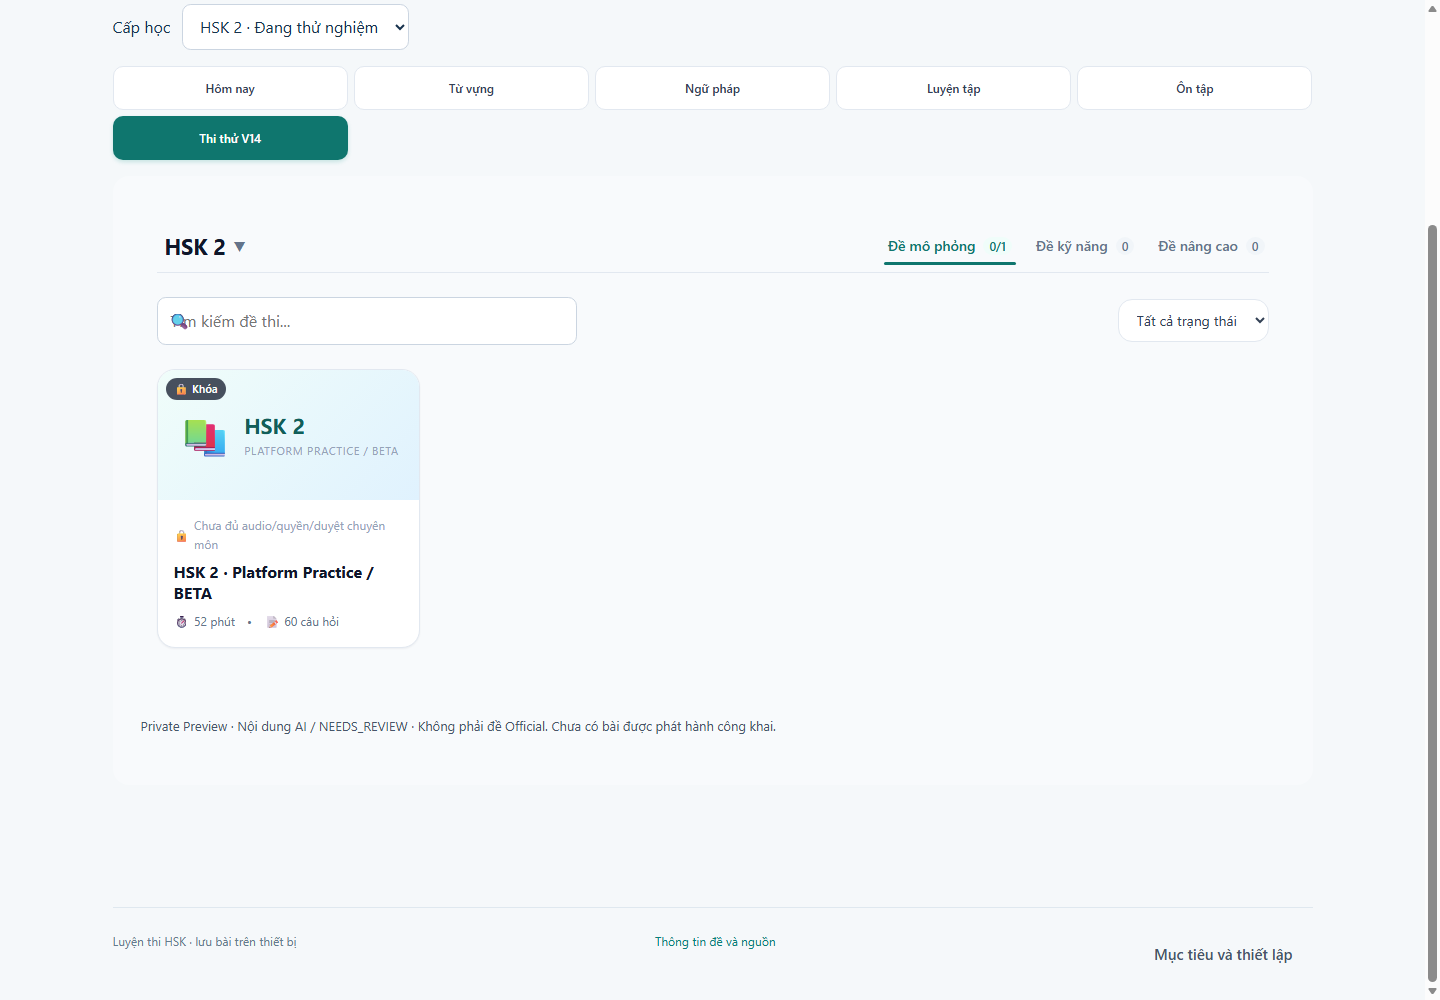 Cấp học HSK 2 · Đang thử nghiệm
Hôm nay
Từ vựng
Ngữ pháp
Luyện tập
Ôn tập
Thi thử V14
HSK 2 ▼
Đề mô phỏng 0/1
Đề kỹ năng 0
Đề nâng cao 0
kiếm đề thi...
Tất cả trạng thái
Khóa
HSK 2
PLATFORM PRACTICE / BETA
Chưa đủ audio/quyền/duyệt chuyên
môn
HSK 2 · Platform Practice /
BETA
52 phút • 60 câu hỏi
Private Preview · Nội dung AI / NEEDS_REVIEW · Không phải đề Official. Chưa có bài được phát hành công khai.
Luyện thi HSK · lưu bài trên thiết bị
Thông tin đề và nguồn
Mục tiêu và thiết lập